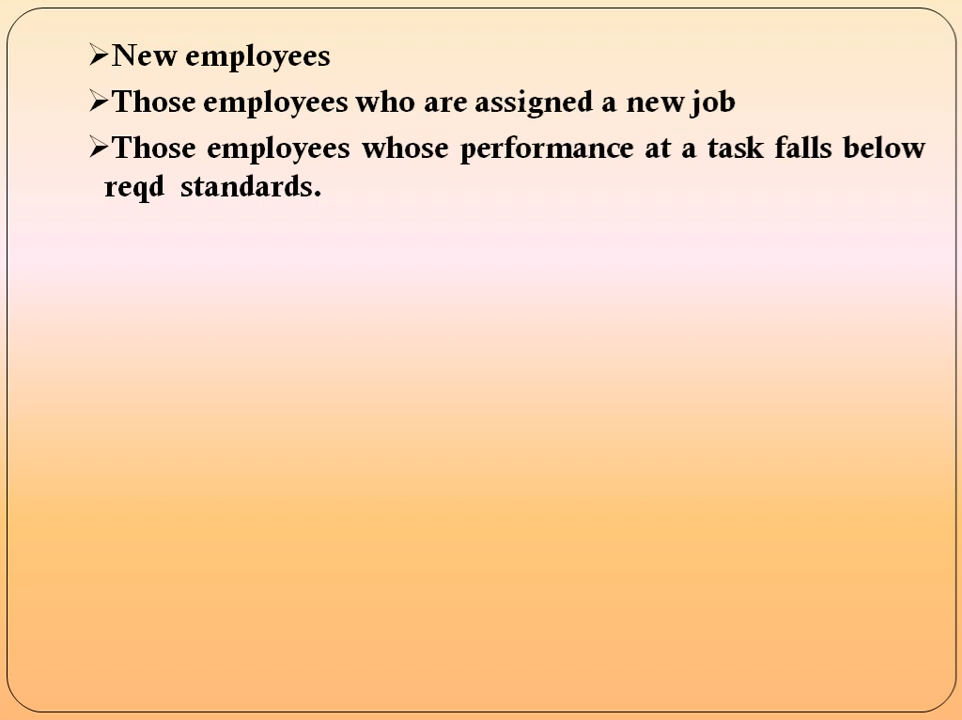 ➢New employees
➢Those employees who are assigned a new job
➢Those employees whose performance at a task falls below
reqd standards.